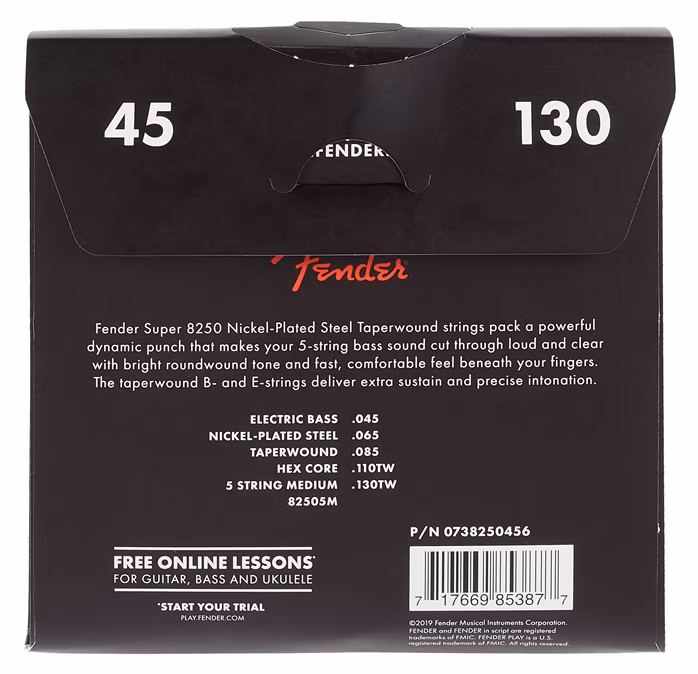 45 130
FENDER
Fender
Fender Super 8250 Nickel-Plated Steel Taperwound strings pack a powerful
dynamic punch that makes your 5-string bass sound cut through loud and clear
with bright roundwound tone and fast, comfortable feel beneath your fingers.
The taperwound B- and E-strings deliver extra sustain and precise intonation.
ELECTRIC BASS .045
NICKEL-PLATED STEEL .065
TAPERWOUND .085
HEX CORE .110TW
5 STRING MEDIUM .130TW
82505M
P/N 0738250456
FREE ONLINE LESSONS*
FOR GUITAR, BASS AND UKULELE
*START YOUR TRIAL
PLAY.FENDER.COM
7 17669 85387 7
©2019 Fender Musical Instruments Corporation.
FENDER and FENDER in script are registered
trademarks of FMIC. FENDER PLAY is a U.S.
registered trademark of FMIC. All rights reserved.